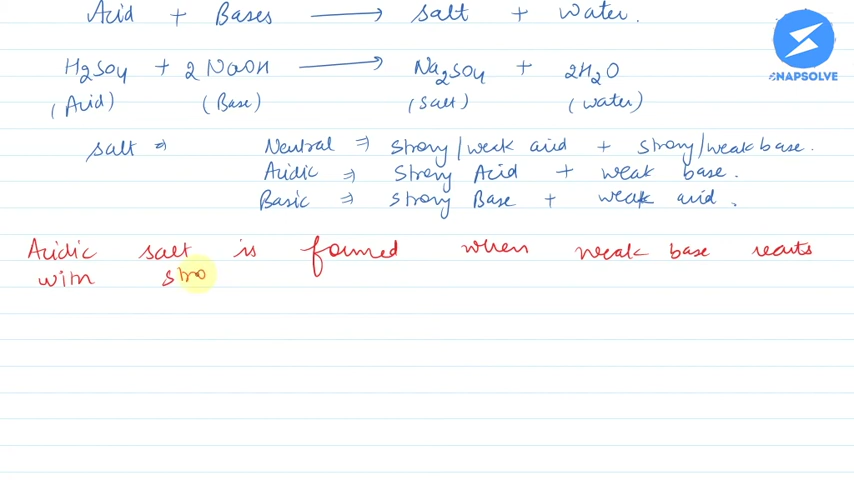 Acid + Bases ⟶ salt + Water.
SNAPSOLVE
H2SO4 + 2 NaOH ⟶ Na2SO4 + 2H2O
(Acid) (Base) (Salt) (Water)
salt ⇒ Neutral ⇒ strong/weak acid + strong/weak base.
Acidic ⇒ strong Acid + weak base.
Basic ⇒ strong Base + weak acid.
Acidic salt is formed when weak base reacts
with stro